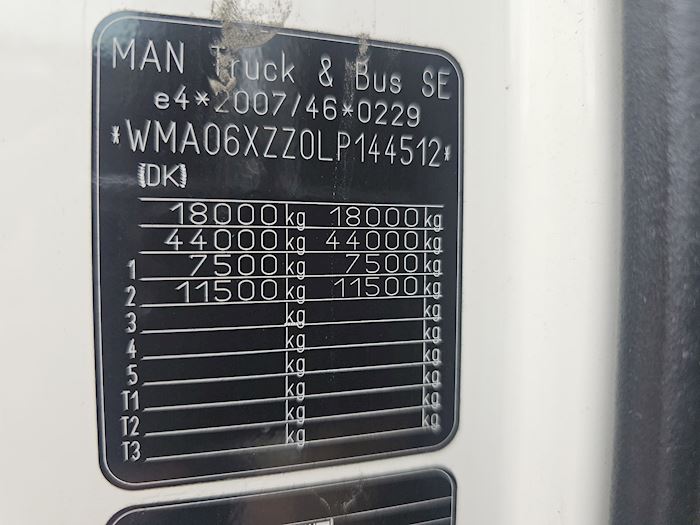 MAN Truck & Bus SE
e4*2007/46*0229
*WMA06XZZ0LP144512*
(DK)
18000 kg 18000 kg
44000 kg 44000 kg
1 7500 kg 7500 kg
2 11500 kg 11500 kg
3 kg kg
4 kg kg
5 kg kg
T1 kg kg
T2 kg kg
T3 kg kg